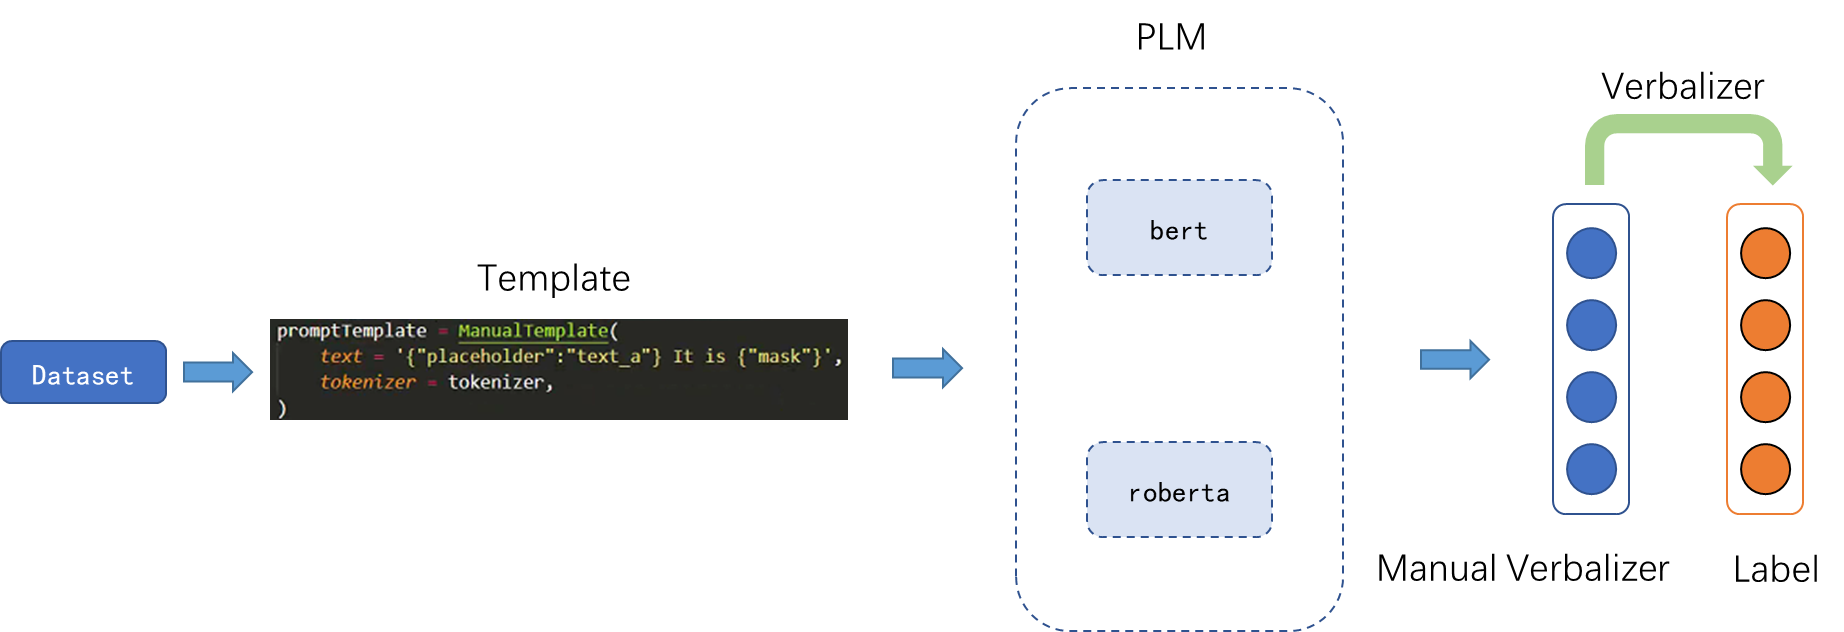 Dataset
Template
promptTemplate = ManualTemplate(
    text = '{"placeholder":"text_a"} It is {"mask"}',
    tokenizer = tokenizer,
)
PLM
bert
roberta
Verbalizer
Manual Verbalizer
Label